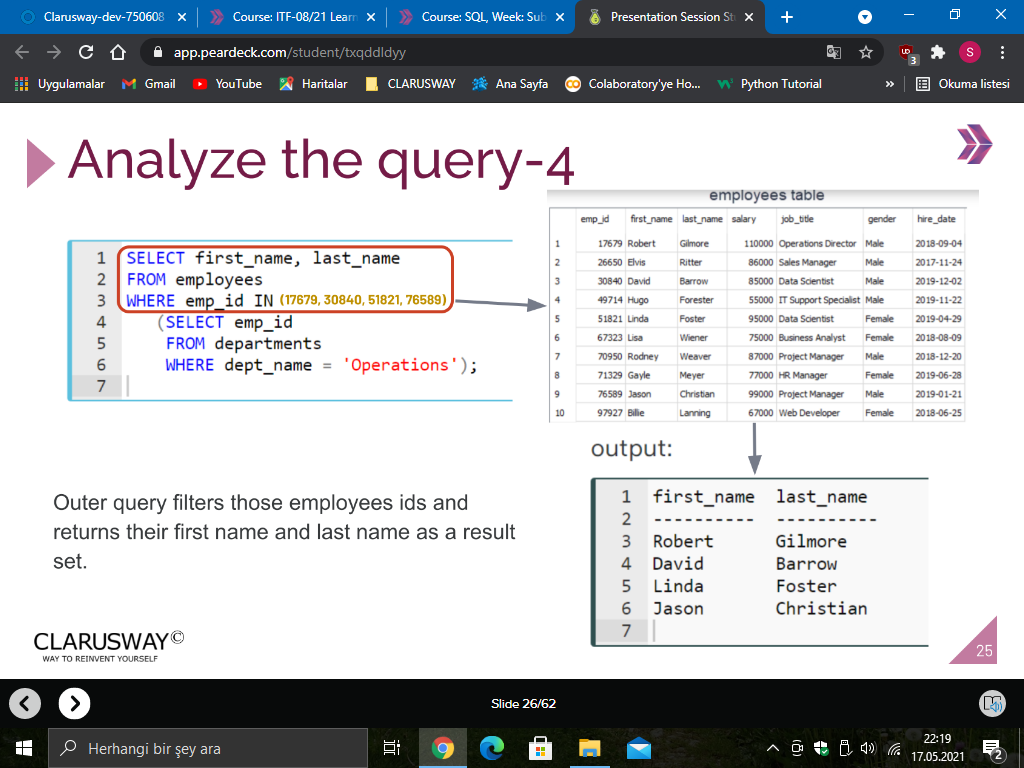 Clarusway-dev-750608
Course: ITF-08/21 Learn
Course: SQL, Week: Sub
Presentation Session St
app.peardeck.com/student/txqddldyy
S
3
Uygulamalar
Gmail
YouTube
Haritalar
CLARUSWAY
Ana Sayfa
Colaboratory'ye Ho...
Python Tutorial
»
Okuma listesi
Analyze the query-4
1 SELECT first_name, last_name
2 FROM employees
3 WHERE emp_id IN (17679, 30840, 51821, 76589)
4 (SELECT emp_id
5 FROM departments
6 WHERE dept_name = 'Operations');
7
employees table
emp_id first_name last_name salary job_title gender hire_date
1 17679 Robert Gilmore 110000 Operations Director Male 2018-09-04
2 26650 Elvis Ritter 86000 Sales Manager Male 2017-11-24
3 30840 David Barrow 85000 Data Scientist Male 2019-12-02
4 49714 Hugo Forester 55000 IT Support Specialist Male 2019-11-22
5 51821 Linda Foster 95000 Data Scientist Female 2019-04-29
6 67323 Lisa Wiener 75000 Business Analyst Female 2018-08-09
7 70950 Rodney Weaver 87000 Project Manager Male 2018-12-20
8 71329 Gayle Meyer 77000 HR Manager Female 2019-06-28
9 76589 Jason Christian 99000 Project Manager Male 2019-01-21
10 97927 Billie Lanning 67000 Web Developer Female 2018-06-25
output:
1 first_name last_name
2 ---------- ----------
3 Robert Gilmore
4 David Barrow
5 Linda Foster
6 Jason Christian
7
Outer query filters those employees ids and
returns their first name and last name as a result
set.
CLARUSWAY©
WAY TO REINVENT YOURSELF
25
Slide 26/62
Herhangi bir şey ara
22:19
17.05.2021
2